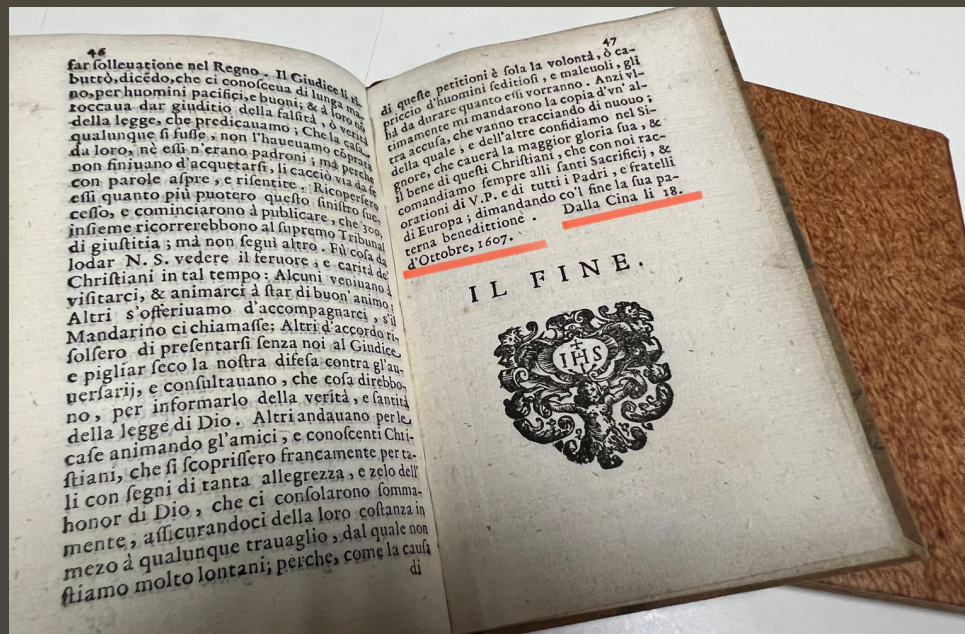 46
far solleuatione nel Regno. Il Giudice li ri-
buttò, dicẽdo, che ci conosceua di lunga ma-
no, per huomini pacifici, e buoni; & à loro nõ
toccaua dar giuditio della falsità, ò verità
della legge, che predicauamo; Che la casa,
qualunque si fusse, non l'haueuamo cõprata
da loro, nè essi n'erano padroni; mà perche
non finiuano d'acquetarsi, li cacciò via da se
con parole aspre, e risentite. Ricopersero
essi quanto più potero questo sinistro suc-
cesso, e cominciarono à publicare, che 300.
insieme ricorrerebbono al supremo Tribunal
di giustitia; mà non seguì altro. Fù cosa da
lodar N. S. vedere il feruore, e carità de'
Christiani in tal tempo: Alcuni veniuano à
visitarci, & animarci à star di buon'animo;
Altri s'offeriuamo d'accompagnarci, s'il
Mandarino ci chiamasse: Altri d'accordo ri-
solsero di presentarsi senza noi al Giudice,
e pigliar seco la nostra difesa contra gl'au-
uersarij, e consultauano, che cosa direbbo-
no, per informarlo della verità, e santità
della legge di Dio. Altri andauano per le
case animando gl'amici, e conoscenti Chri-
stiani, che si scoprissero francamente per ta-
li con segni di tanta allegrezza, e zelo dell'
honor di Dio, che ci consolarono somma-
mente, assicurandoci della loro costanza in
mezo à qualunque trauaglio, dal quale non
stiamo molto lontani; perche, come la causa
di
47
di queste petitioni è sola la volontà, ò ca-
priccio d'huomini seditiosi, e maleuoli, gli
hà da durare quanto essi vorranno. Anzi vl-
timamente mi mandarono la copia d'vn'al-
tra accusa, che vanno tracciando di nuouo;
della quale, e dell'altre confidiamo nel Si-
gnore, che cauerà la maggior gloria sua, &
il bene di questi Christiani, che con noi rac-
comandiamo sempre alli santi Sacrificij, &
orationi di V.P. e di tutti i Padri, e fratelli
di Europa; dimandando co'l fine la sua pa-
terna benedittione. Dalla Cina li 18.
d'Ottobre, 1607.
IL FINE.
IHS